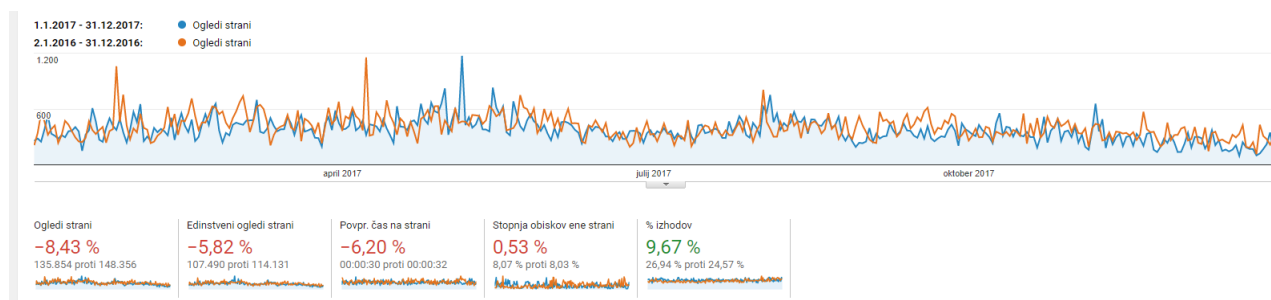 1.1.2017 - 31.12.2017: Ogledi strani
2.1.2016 - 31.12.2016: Ogledi strani
1.200
600
april 2017 julij 2017 oktober 2017
Ogledi strani
−8,43 %
135.854 proti 148.356
Edinstveni ogledi strani
−5,82 %
107.490 proti 114.131
Povpr. čas na strani
−6,20 %
00:00:30 proti 00:00:32
Stopnja obiskov ene strani
0,53 %
8,07 % proti 8,03 %
% izhodov
9,67 %
26,94 % proti 24,57 %